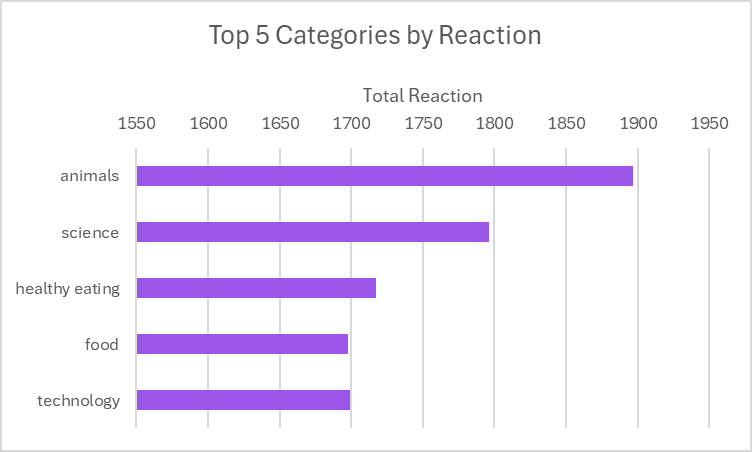 Top 5 Categories by Reaction
Total Reaction
1550 1600 1650 1700 1750 1800 1850 1900 1950
animals
science
healthy eating
food
technology